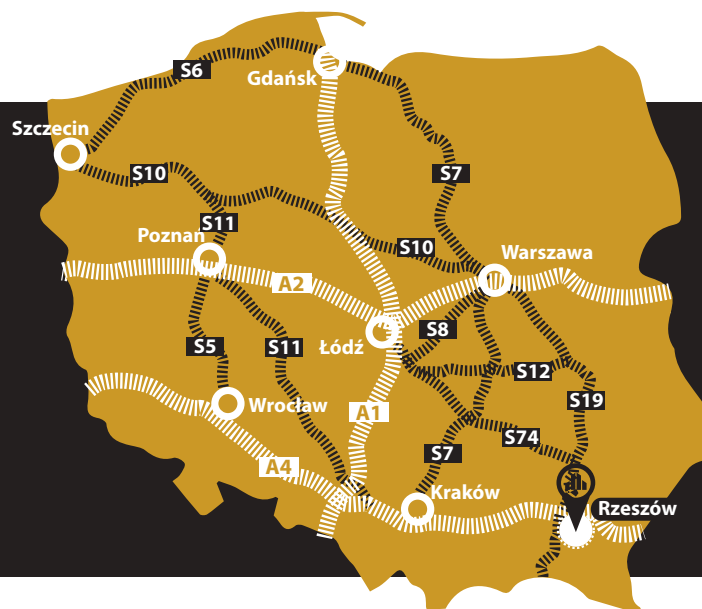 S6
Gdańsk
Szczecin
S10
S7
S11
Poznań
S10
Warszawa
A2
S8
Łódź
S5
S11
S12
Wrocław
S19
A1
S74
S7
A4
Kraków
Rzeszów